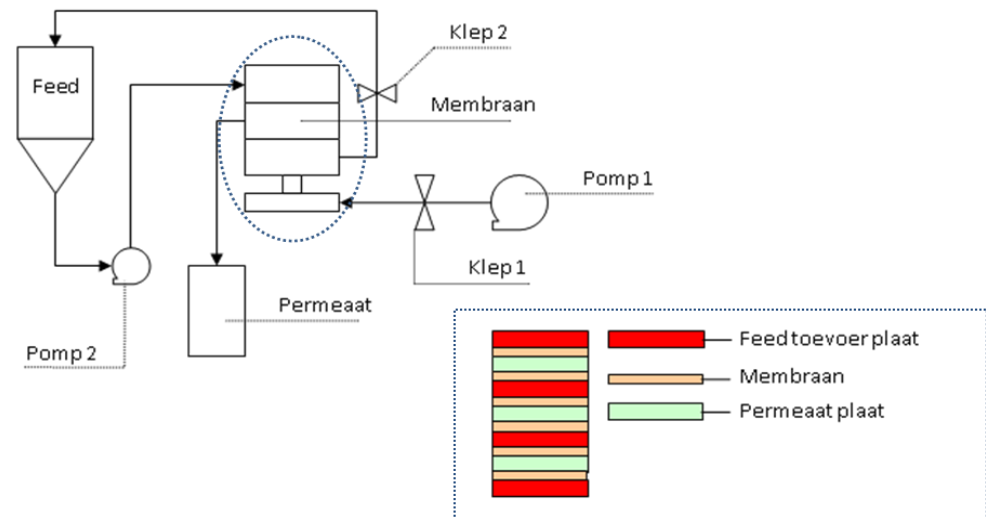 Klep 2
Feed
Membraan
Pomp 1
Klep 1
Permeaat
Pomp 2
Feed toevoer plaat
Membraan
Permeaat plaat